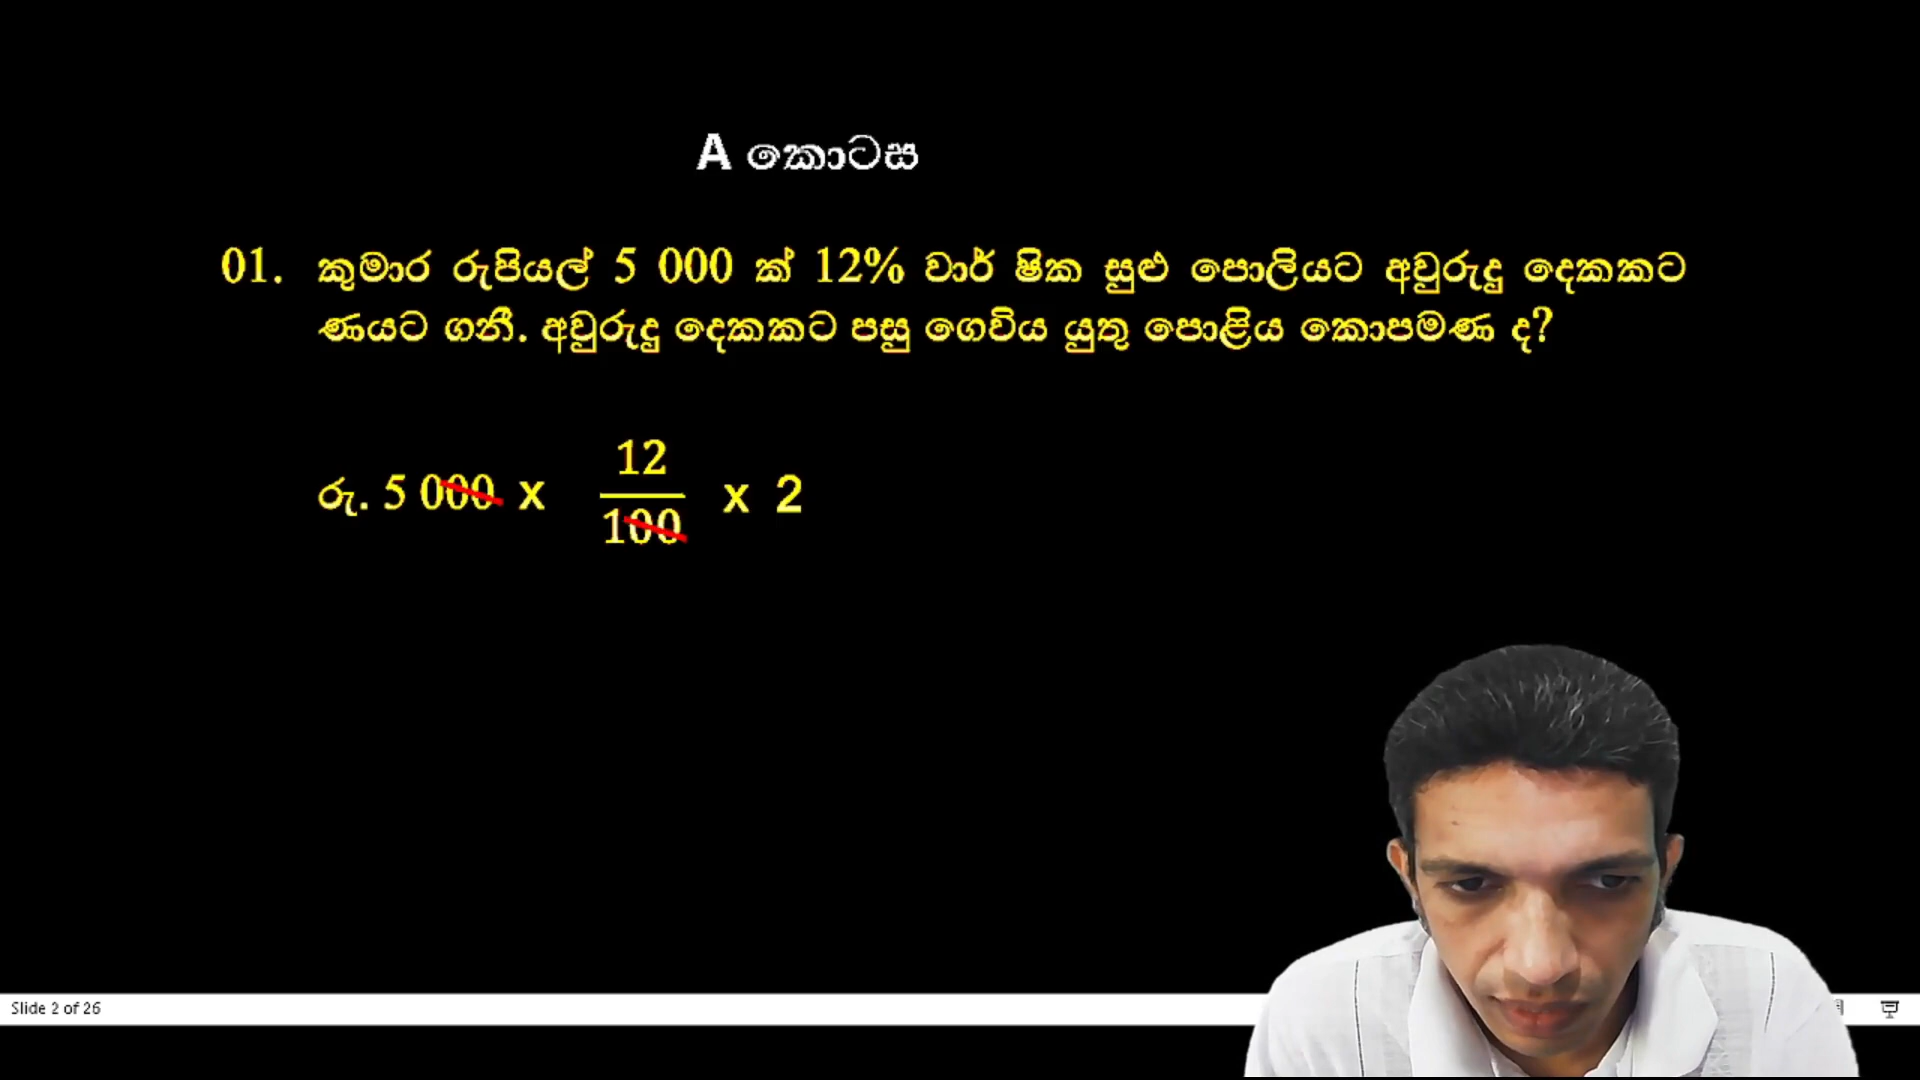 A කොටස
01. කුමාර රුපියල් 5 000 ක් 12% වාර් ෂික සුළු පොලියට අවුරුදු දෙකකට
ණයට ගනී. අවුරුදු දෙකකට පසු ගෙවිය යුතු පොළිය කොපමණ ද?
රු. 5 000 x 12/100 x 2
Slide 2 of 26